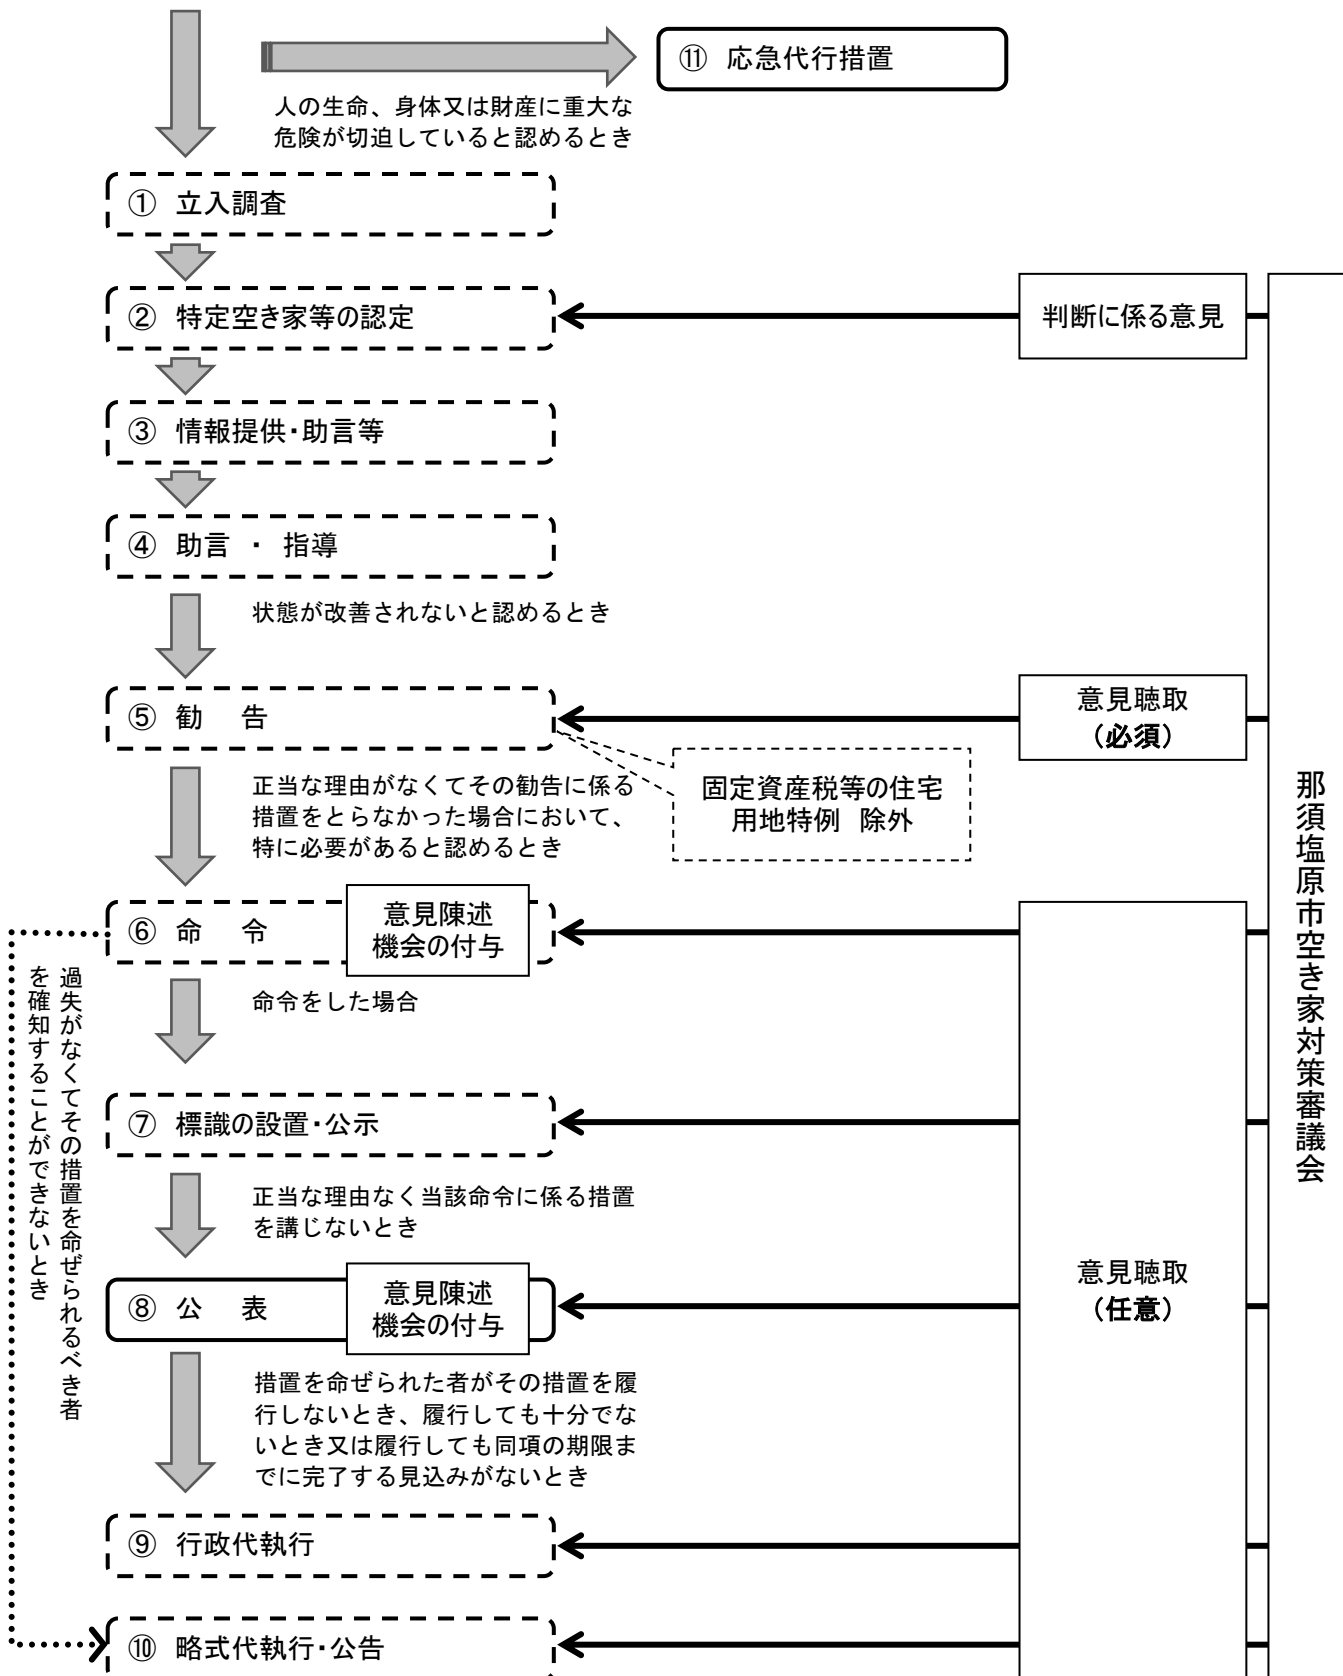 ⑪ 応急代行措置
人の生命、身体又は財産に重大な
危険が切迫していると認めるとき
① 立入調査
② 特定空き家等の認定
判断に係る意見
③ 情報提供・助言等
④ 助言 ・ 指導
状態が改善されないと認めるとき
⑤ 勧 告
意見聴取
（必須）
固定資産税等の住宅
用地特例 除外
正当な理由がなくてその勧告に係る
措置をとらなかった場合において、
特に必要があると認めるとき
⑥ 命 令
意見陳述
機会の付与
命令をした場合
過失がなくてその措置を命ぜられるべき者
を確知することができないとき
⑦ 標識の設置・公示
正当な理由なく当該命令に係る措置
を講じないとき
⑧ 公 表
意見陳述
機会の付与
意見聴取
（任意）
措置を命ぜられた者がその措置を履
行しないとき、履行しても十分でな
いとき又は履行しても同項の期限ま
でに完了する見込みがないとき
⑨ 行政代執行
⑩ 略式代執行・公告
那須塩原市空き家対策審議会